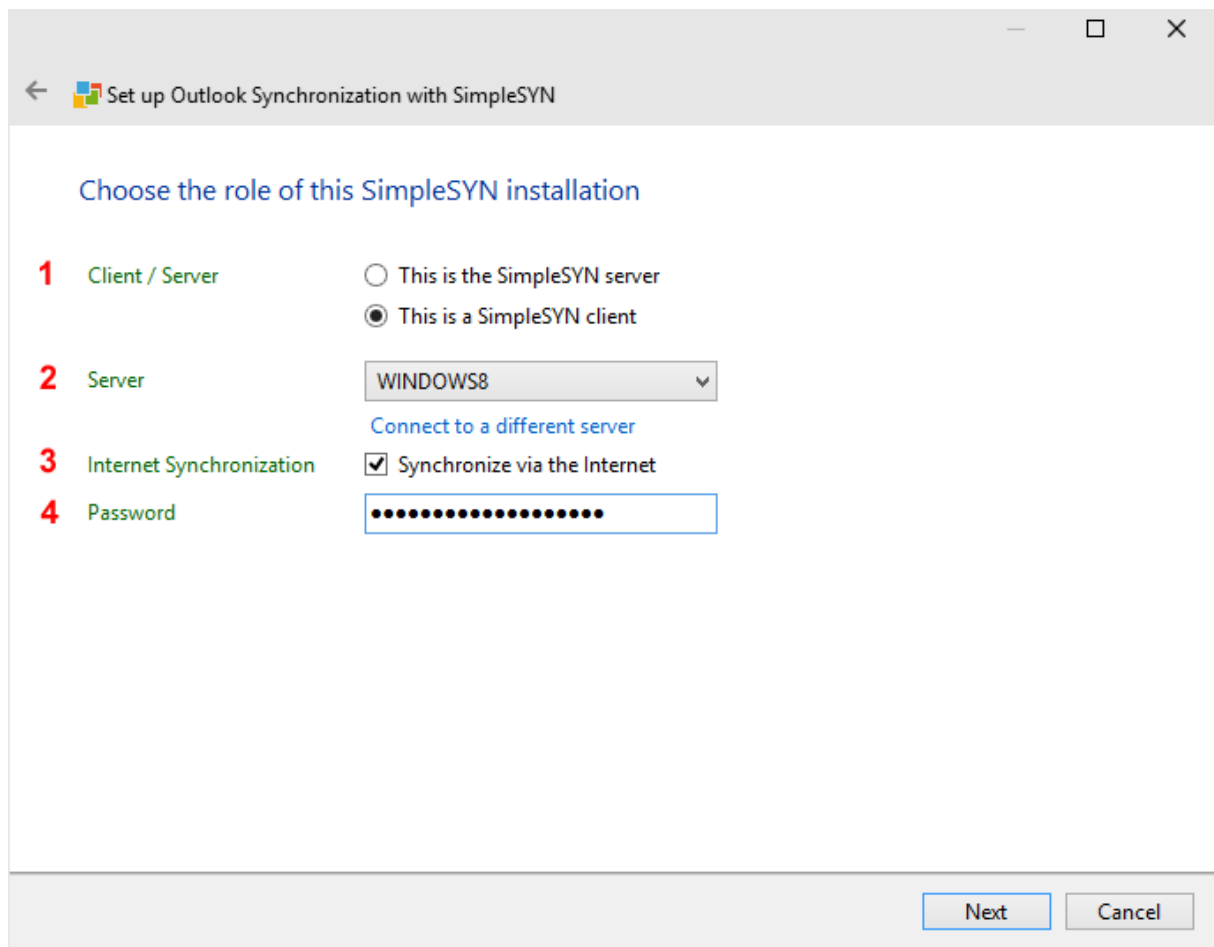 Set up Outlook Synchronization with SimpleSYN
Choose the role of this SimpleSYN installation
1 Client / Server This is the SimpleSYN server
This is a SimpleSYN client
2 Server WINDOWS8
Connect to a different server
3 Internet Synchronization Synchronize via the Internet
4 Password ●●●●●●●●●●●●●●●●●●●
Next Cancel